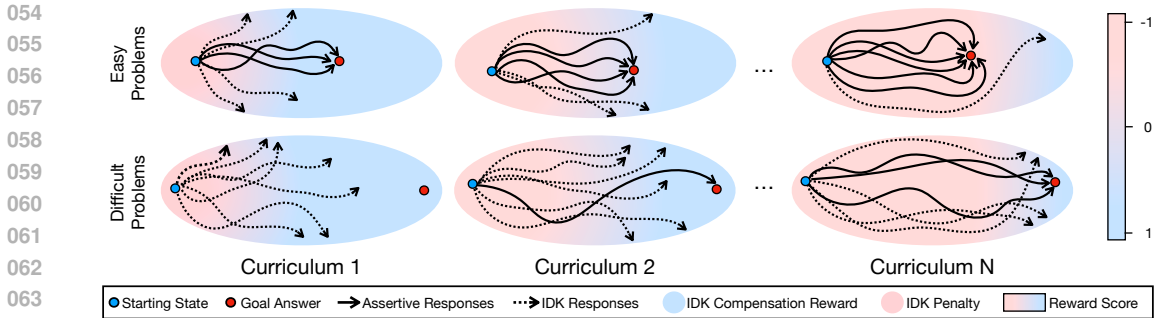 054
055
056
057
058
059
060
061
062
063
Easy
Problems
...
-1
0
1
Difficult
Problems
...
Curriculum 1 Curriculum 2 Curriculum N
Starting State Goal Answer Assertive Responses IDK Responses IDK Compensation Reward IDK Penalty Reward Score